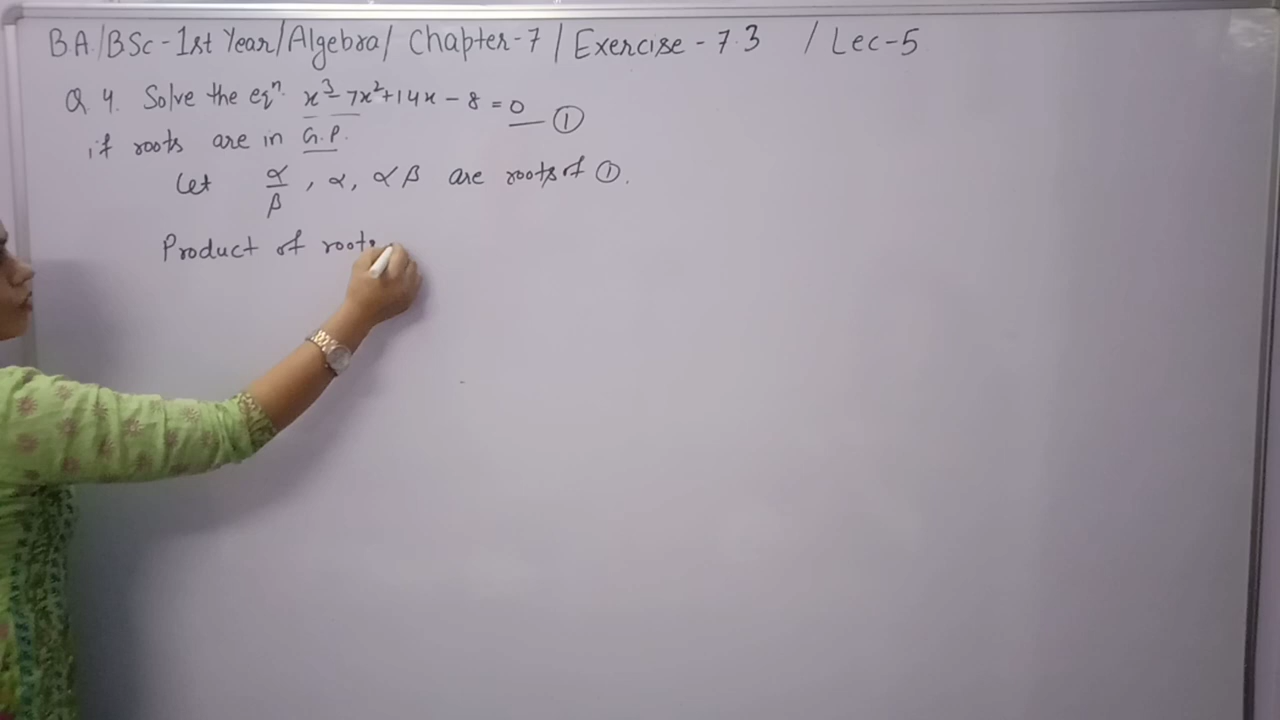 B.A./BSc-1st Year/Algebra/ Chapter-7 / Exercise-7.3 / Lec-5
Q 4. Solve the eqⁿ. x³-7x²+14x-8=0 — ①
if roots are in G.P.
Let α/β, α, αβ are roots of ①.
Product of roots